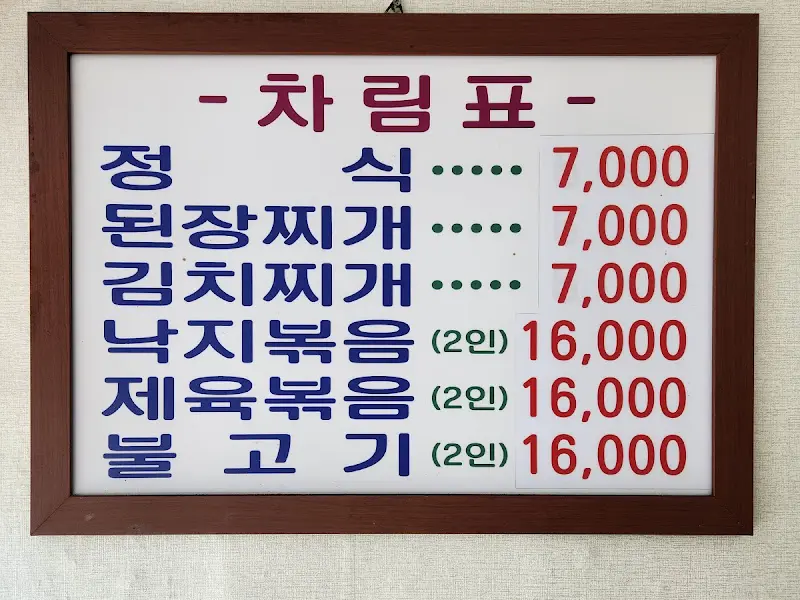 - 차림표 -
정식 ····· 7,000
된장찌개 ····· 7,000
김치찌개 ····· 7,000
낙지볶음 (2인) 16,000
제육볶음 (2인) 16,000
불고기 (2인) 16,000